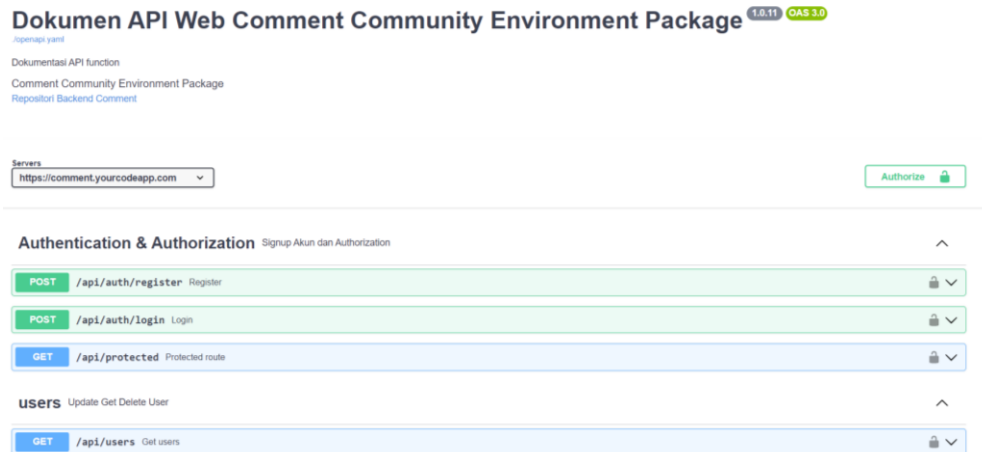 Dokumen API Web Comment Community Environment Package 1.0.11 OAS 3.0
/openapi.yaml
Dokumentasi API function
Comment Community Environment Package
Repositori Backend Comment
Servers
https://comment.yourcodeapp.com
Authorize
Authentication & Authorization Signup Akun dan Authorization
POST /api/auth/register Register
POST /api/auth/login Login
GET /api/protected Protected route
users Update Get Delete User
GET /api/users Get users